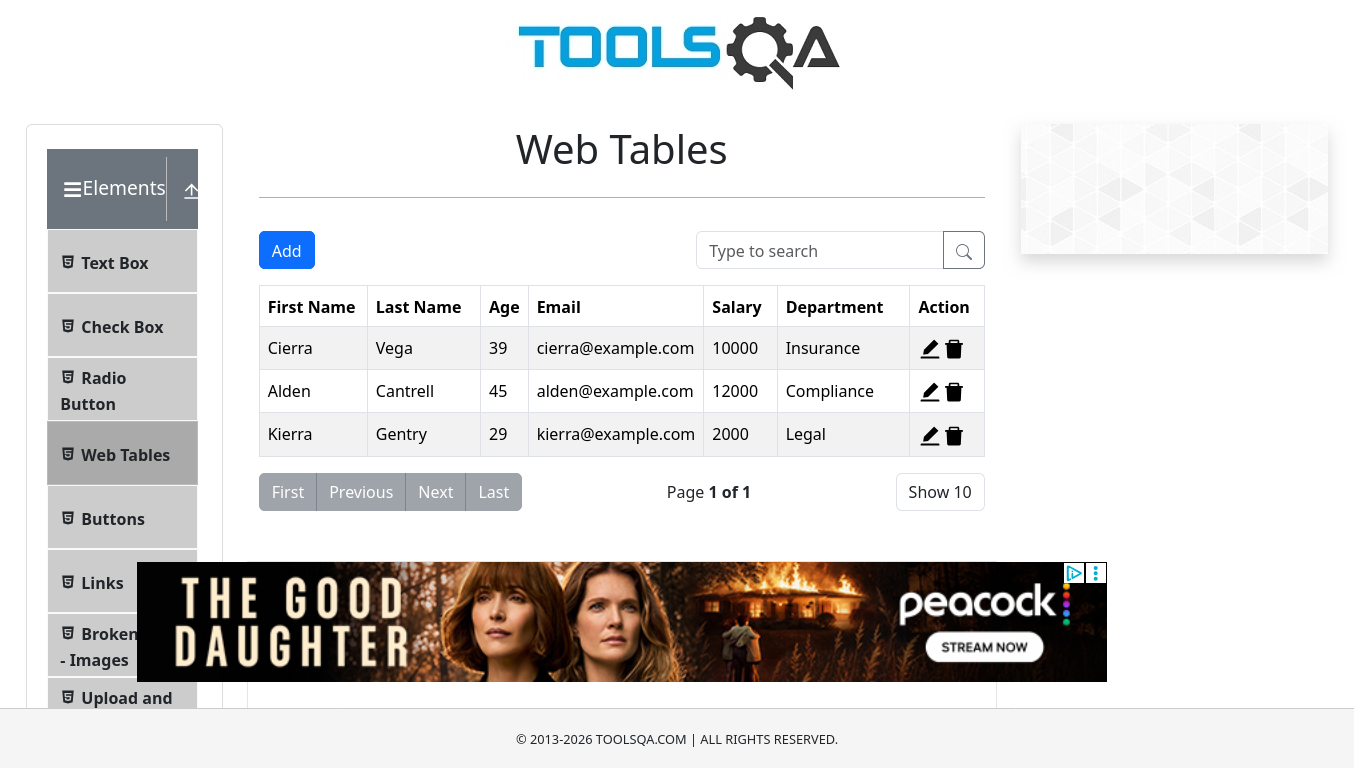 TOOLSQA
Web Tables
Elements
Text Box
Check Box
Radio
Button
Web Tables
Buttons
Links
Broken
- Images
Upload and
Add
Type to search
First Name Last Name Age Email Salary Department Action
Cierra Vega 39 cierra@example.com 10000 Insurance
Alden Cantrell 45 alden@example.com 12000 Compliance
Kierra Gentry 29 kierra@example.com 2000 Legal
First Previous Next Last Page 1 of 1 Show 10
THE GOOD
DAUGHTER
peacock
STREAM NOW
© 2013-2026 TOOLSQA.COM | ALL RIGHTS RESERVED.